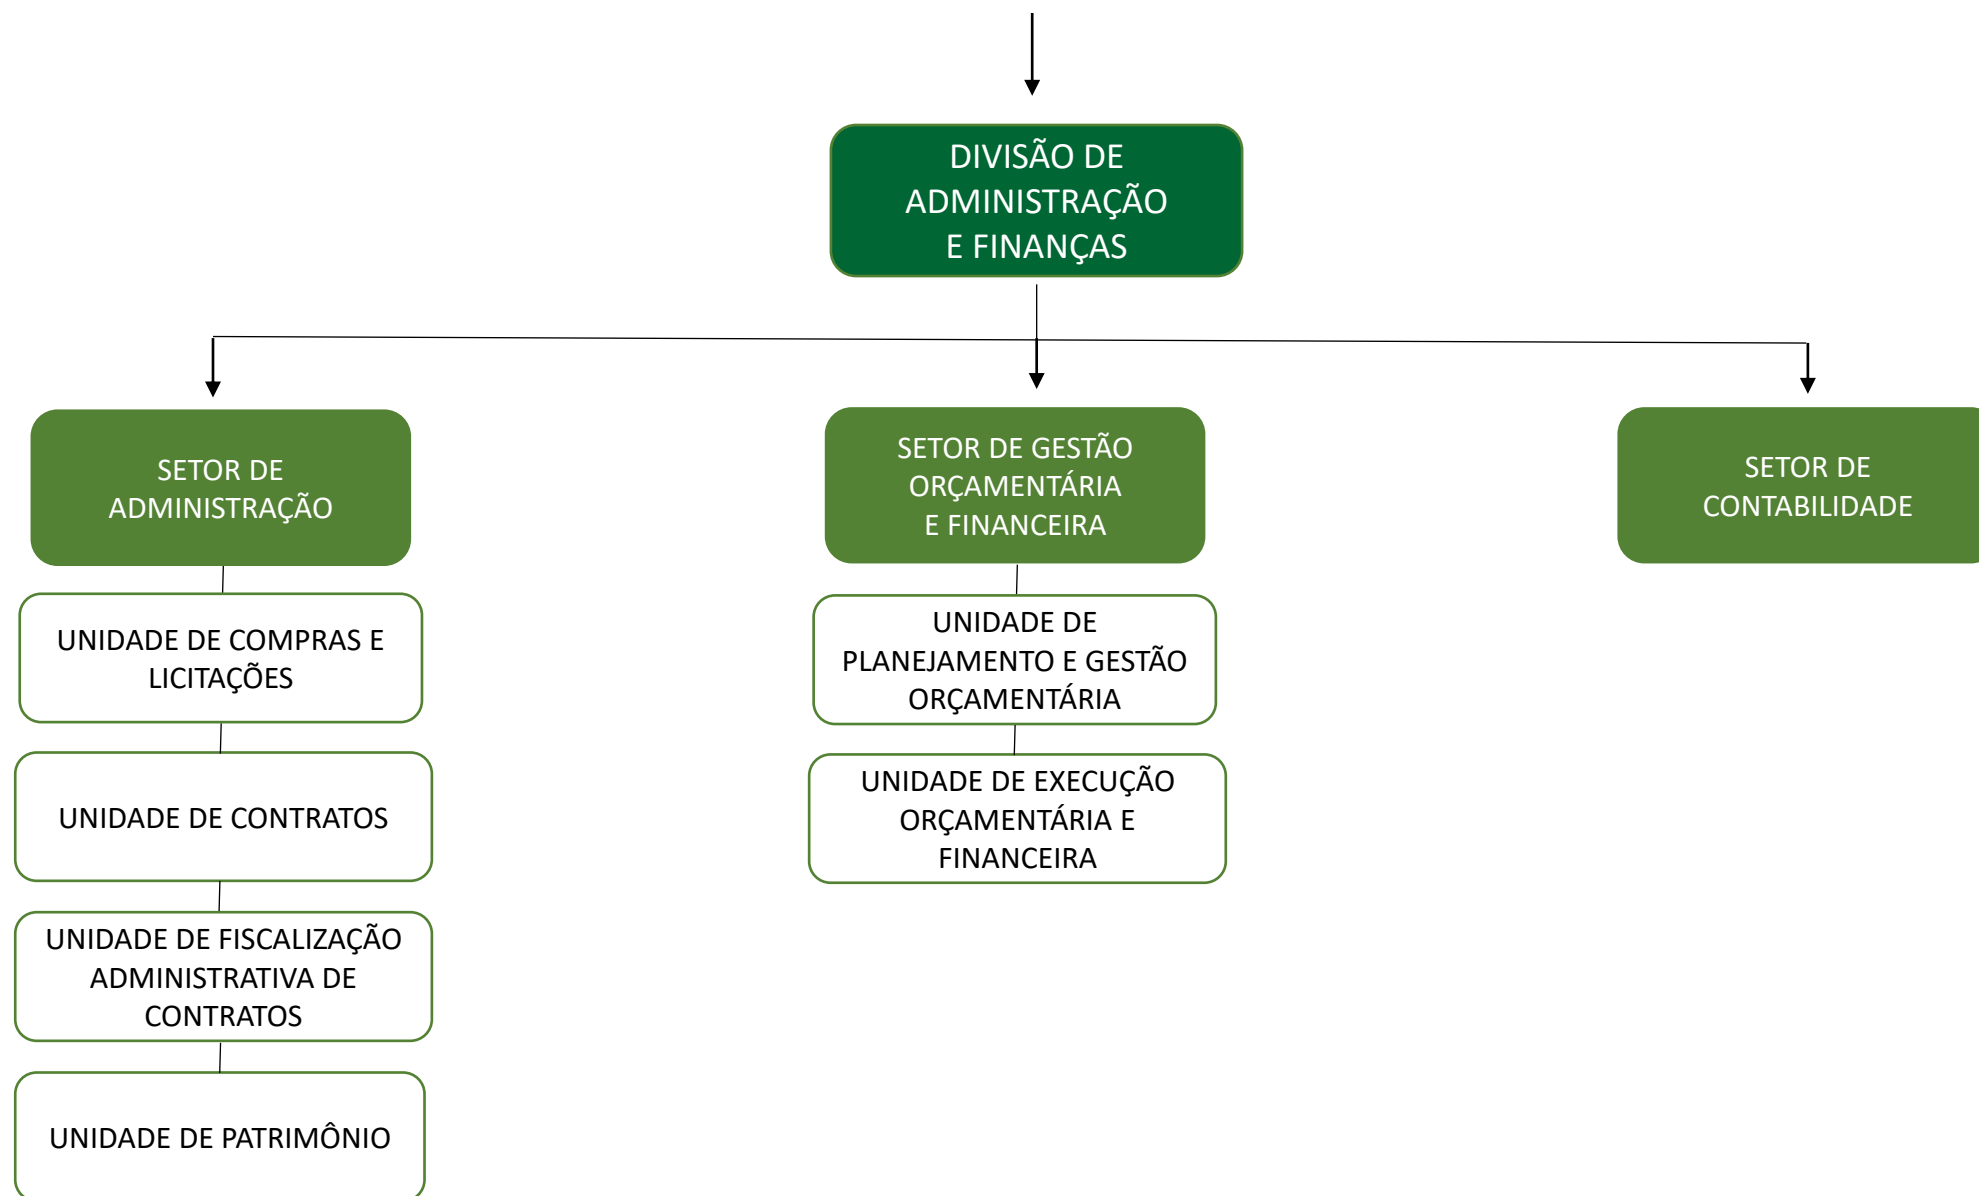 DIVISÃO DE
ADMINISTRAÇÃO
E FINANÇAS
SETOR DE
ADMINISTRAÇÃO
UNIDADE DE COMPRAS E
LICITAÇÕES
UNIDADE DE CONTRATOS
UNIDADE DE FISCALIZAÇÃO
ADMINISTRATIVA DE
CONTRATOS
UNIDADE DE PATRIMÔNIO
SETOR DE GESTÃO
ORÇAMENTÁRIA
E FINANCEIRA
UNIDADE DE
PLANEJAMENTO E GESTÃO
ORÇAMENTÁRIA
UNIDADE DE EXECUÇÃO
ORÇAMENTÁRIA E
FINANCEIRA
SETOR DE
CONTABILIDADE